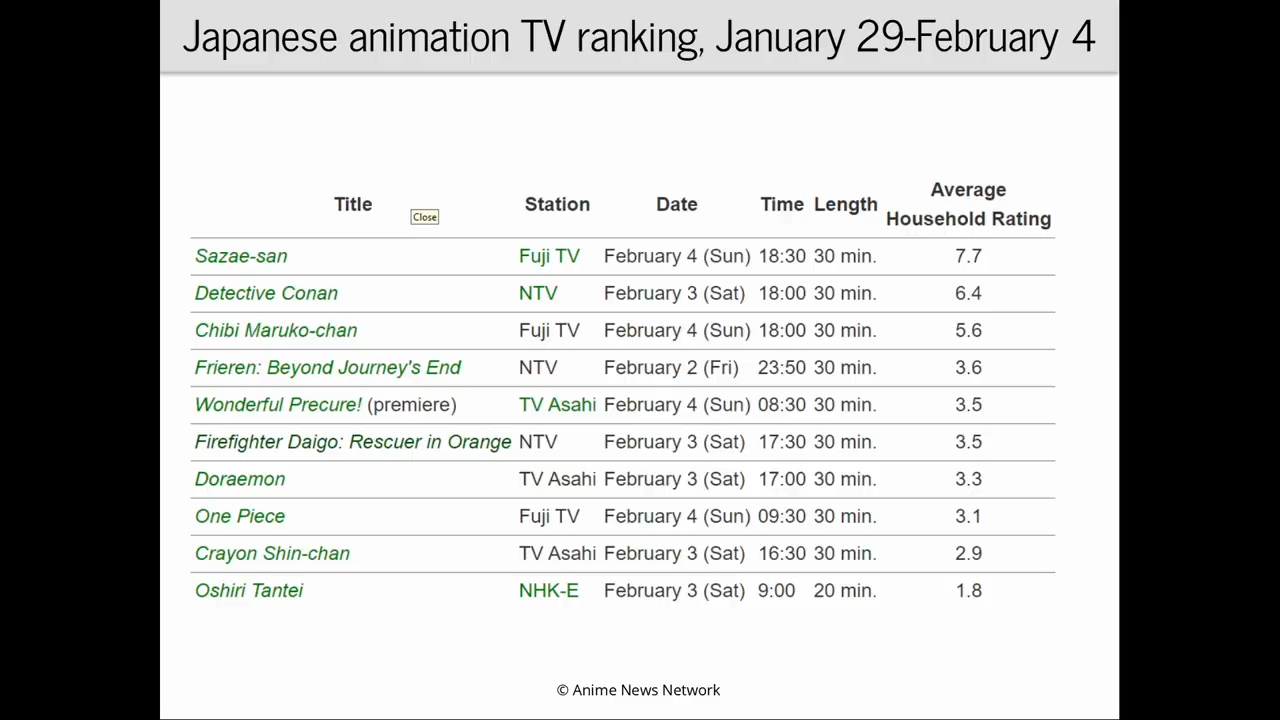 Japanese animation TV ranking, January 29-February 4
Title Station Date Time Length Average Household Rating
Close
Sazae-san Fuji TV February 4 (Sun) 18:30 30 min. 7.7
Detective Conan NTV February 3 (Sat) 18:00 30 min. 6.4
Chibi Maruko-chan Fuji TV February 4 (Sun) 18:00 30 min. 5.6
Frieren: Beyond Journey's End NTV February 2 (Fri) 23:50 30 min. 3.6
Wonderful Precure! (premiere) TV Asahi February 4 (Sun) 08:30 30 min. 3.5
Firefighter Daigo: Rescuer in Orange NTV February 3 (Sat) 17:30 30 min. 3.5
Doraemon TV Asahi February 3 (Sat) 17:00 30 min. 3.3
One Piece Fuji TV February 4 (Sun) 09:30 30 min. 3.1
Crayon Shin-chan TV Asahi February 3 (Sat) 16:30 30 min. 2.9
Oshiri Tantei NHK-E February 3 (Sat) 9:00 20 min. 1.8
© Anime News Network